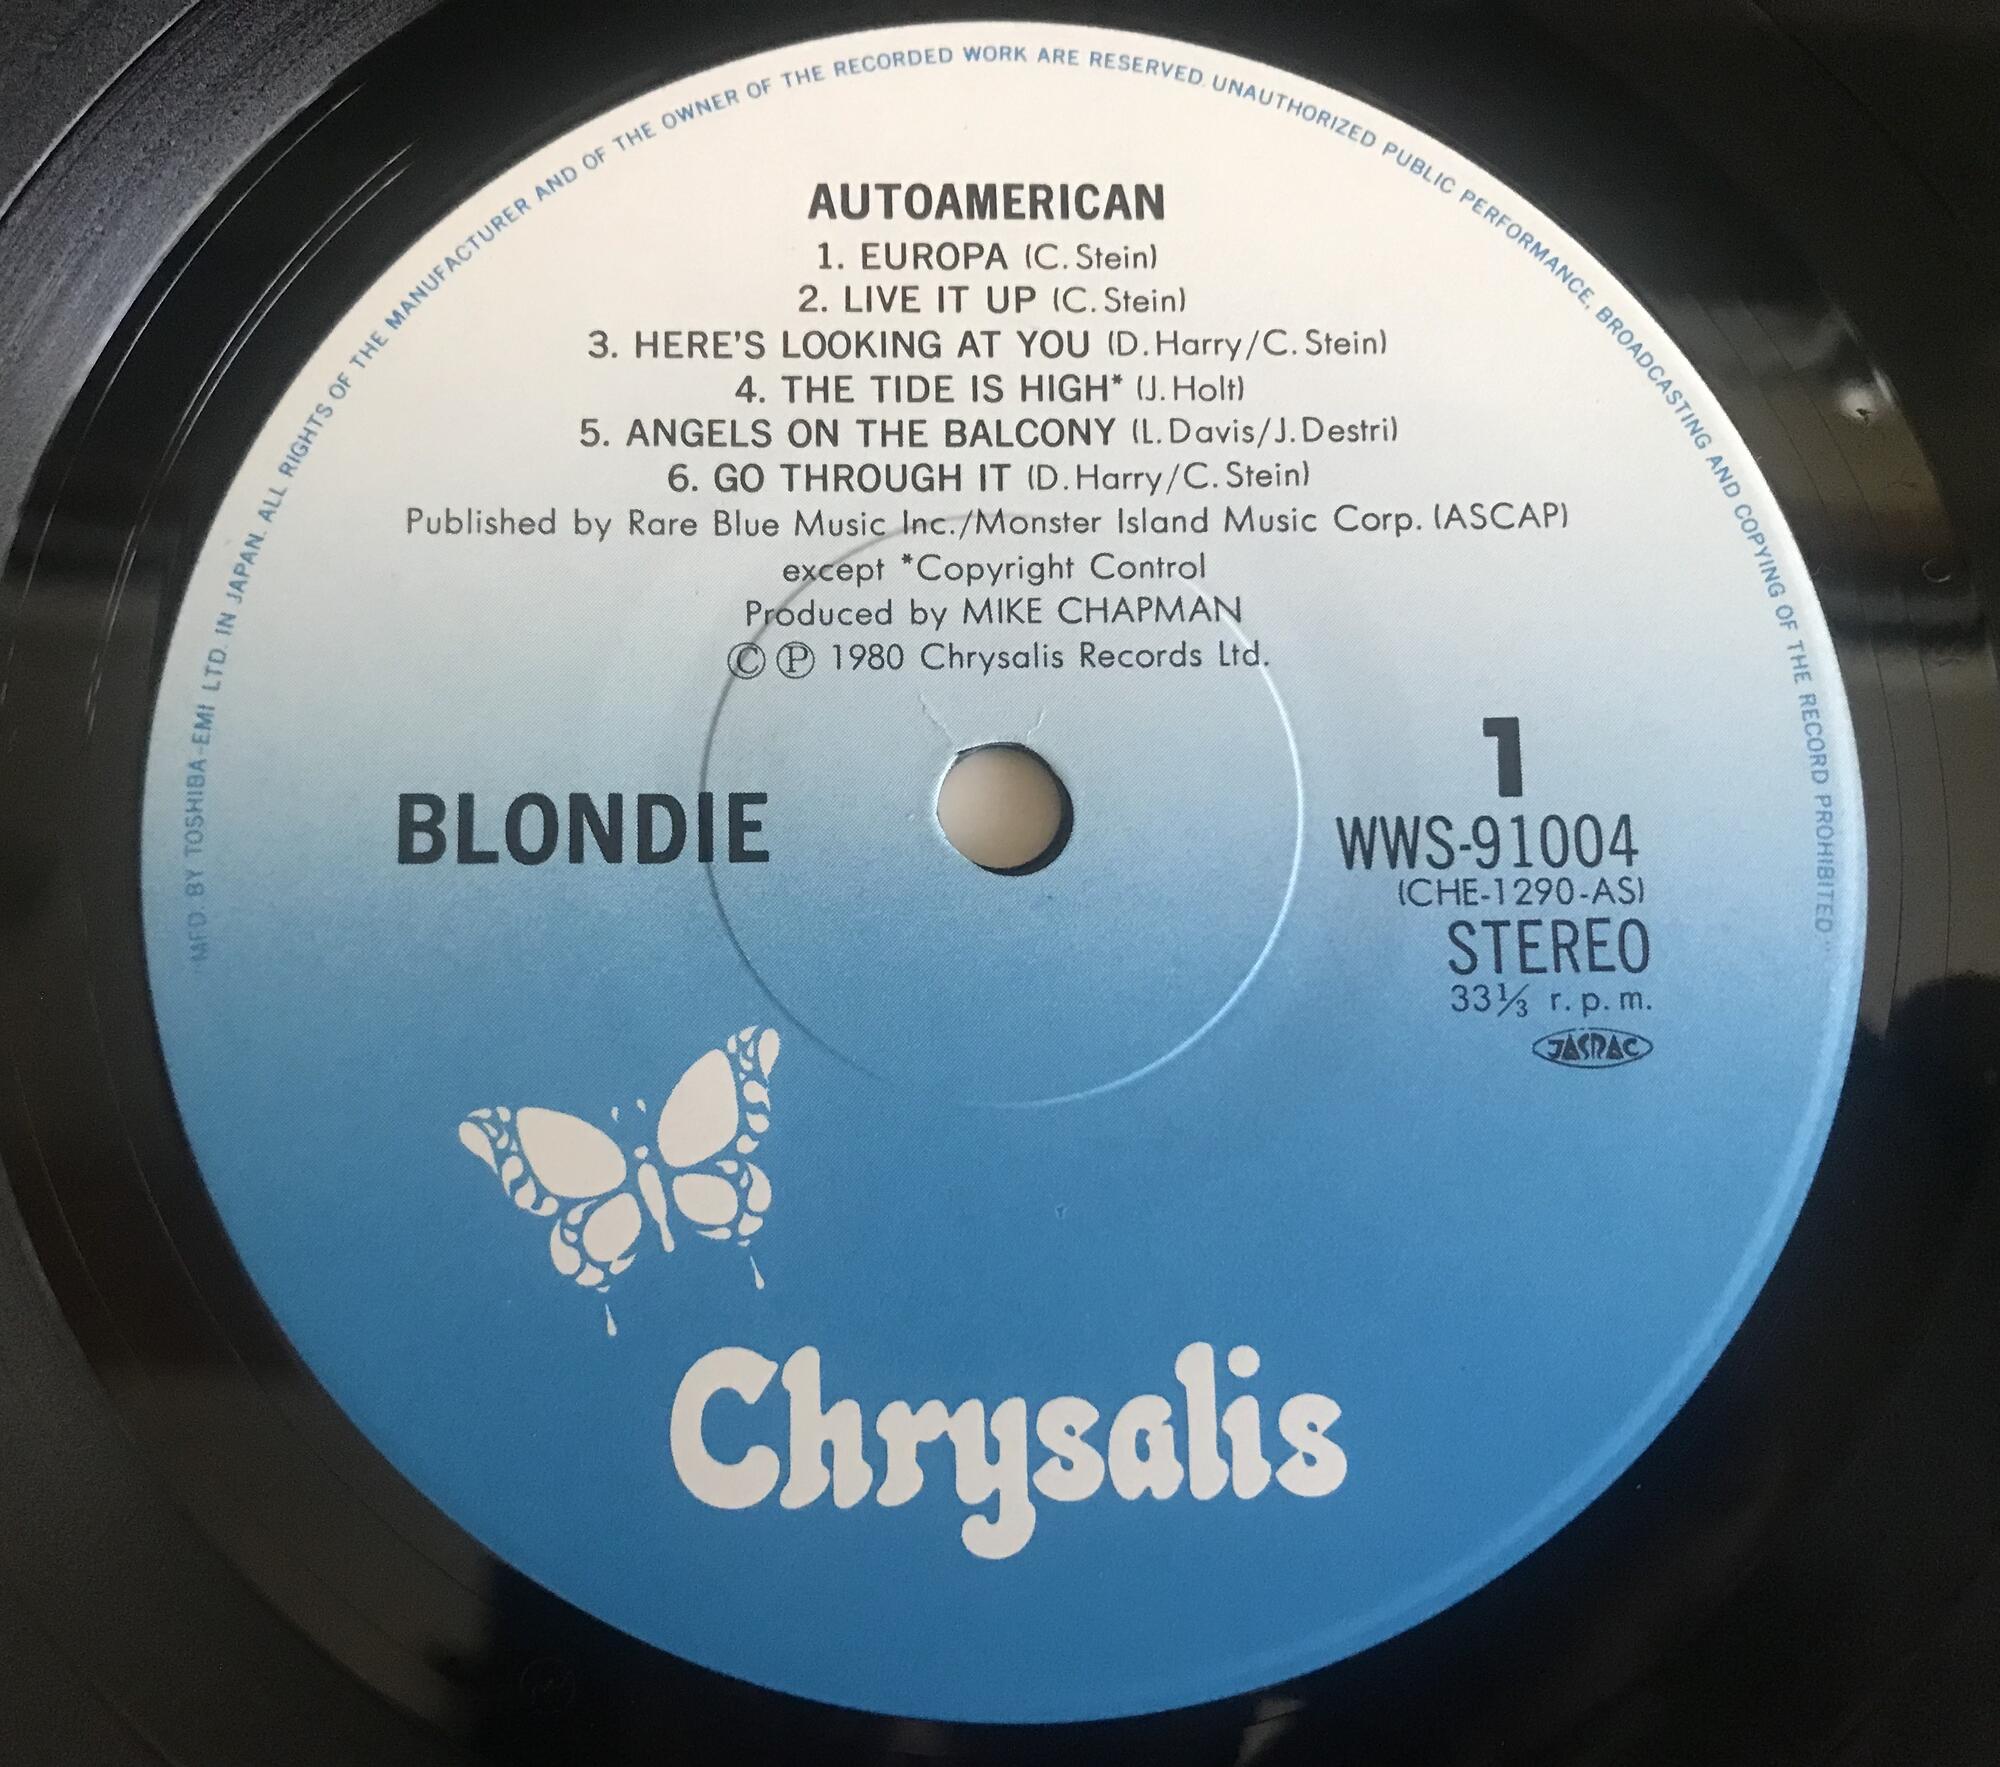 "MFD. BY TOSHIBA-EMI LTD. IN JAPAN. ALL RIGHTS OF THE MANUFACTURER AND OF THE OWNER OF THE RECORDED WORK ARE RESERVED. UNAUTHORIZED PUBLIC PERFORMANCE, BROADCASTING AND COPYING OF THE RECORD PROHIBITED."
AUTOAMERICAN
1. EUROPA (C. Stein)
2. LIVE IT UP (C. Stein)
3. HERE'S LOOKING AT YOU (D. Harry/C. Stein)
4. THE TIDE IS HIGH* (J. Holt)
5. ANGELS ON THE BALCONY (L. Davis/J. Destri)
6. GO THROUGH IT (D. Harry/C. Stein)
Published by Rare Blue Music Inc./Monster Island Music Corp. (ASCAP)
except *Copyright Control
Produced by MIKE CHAPMAN
Ⓒ Ⓟ 1980 Chrysalis Records Ltd.
BLONDIE
1
WWS-91004
(CHE-1290-AS)
STEREO
33⅓ r. p. m.
JASRAC
Chrysalis